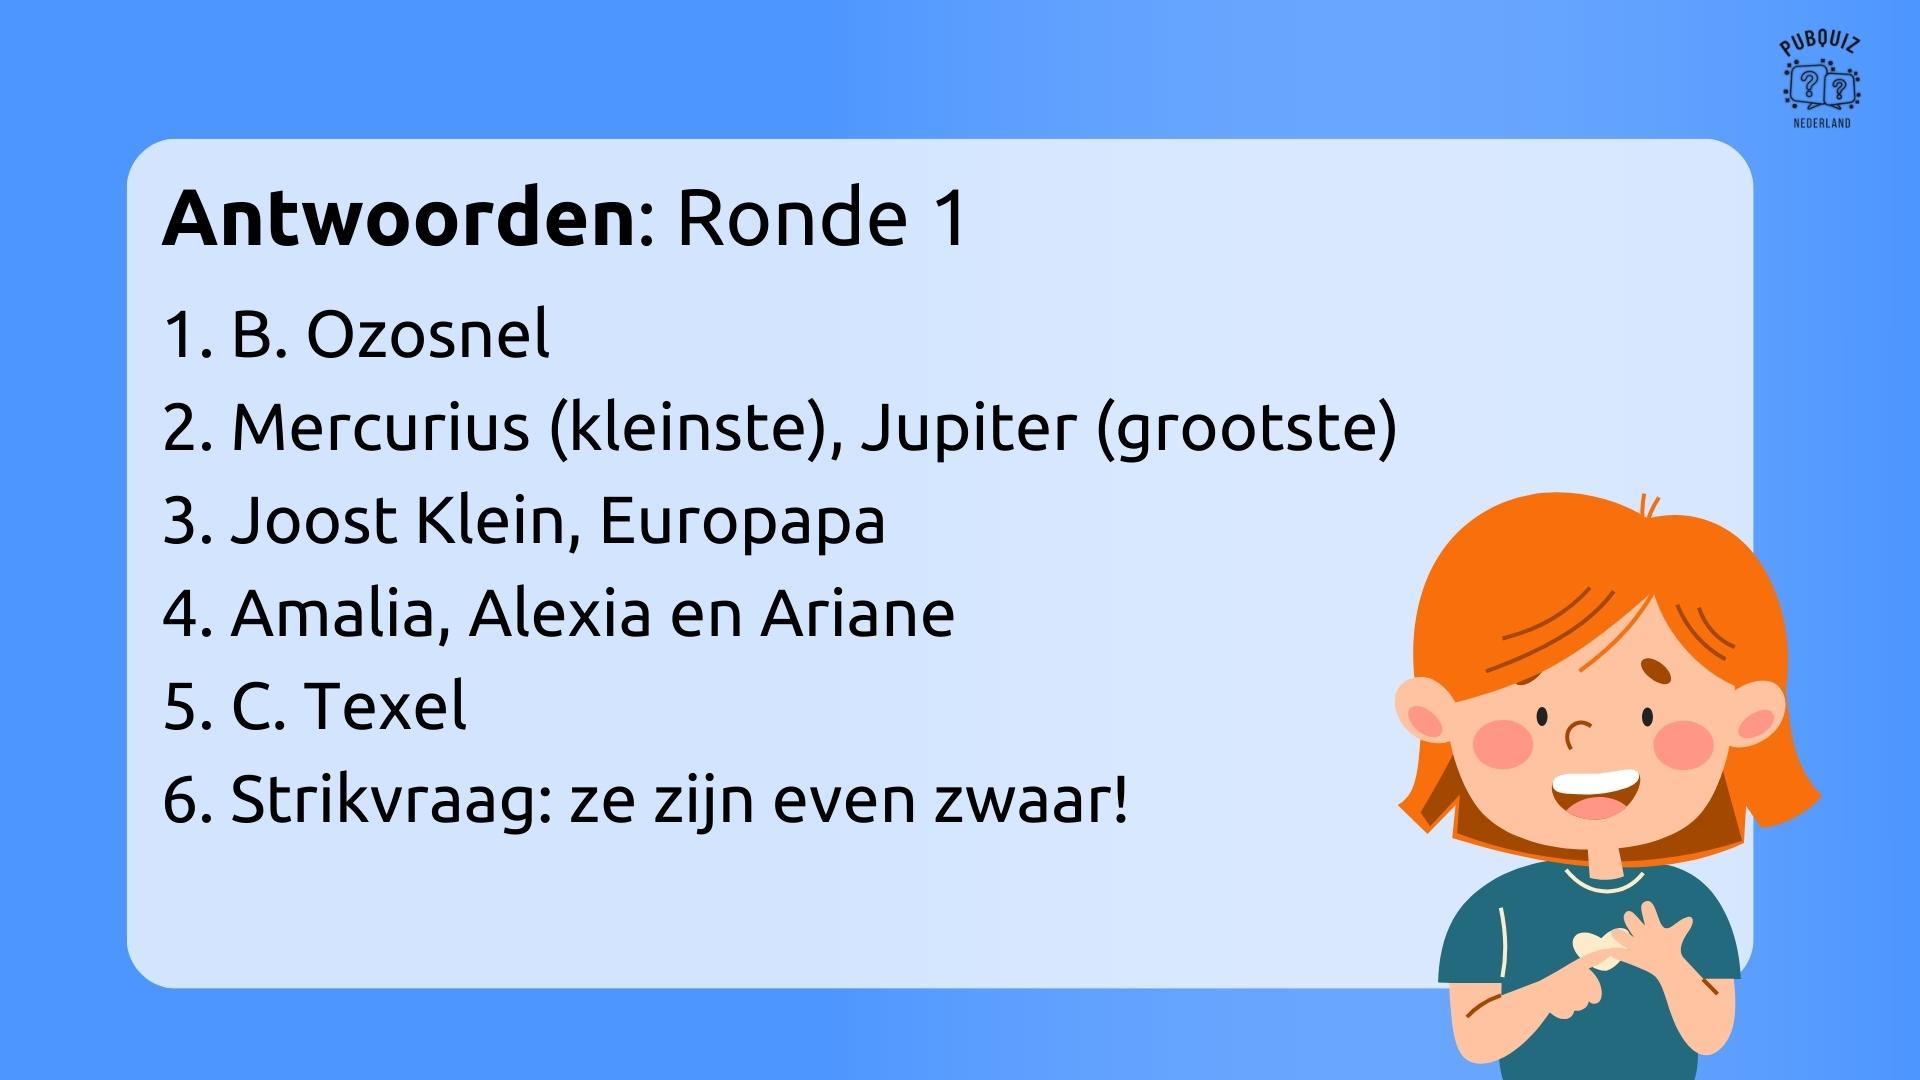 PUBQUIZ
? ?
NEDERLAND
Antwoorden: Ronde 1
1. B. Ozosnel
2. Mercurius (kleinste), Jupiter (grootste)
3. Joost Klein, Europapa
4. Amalia, Alexia en Ariane
5. C. Texel
6. Strikvraag: ze zijn even zwaar!